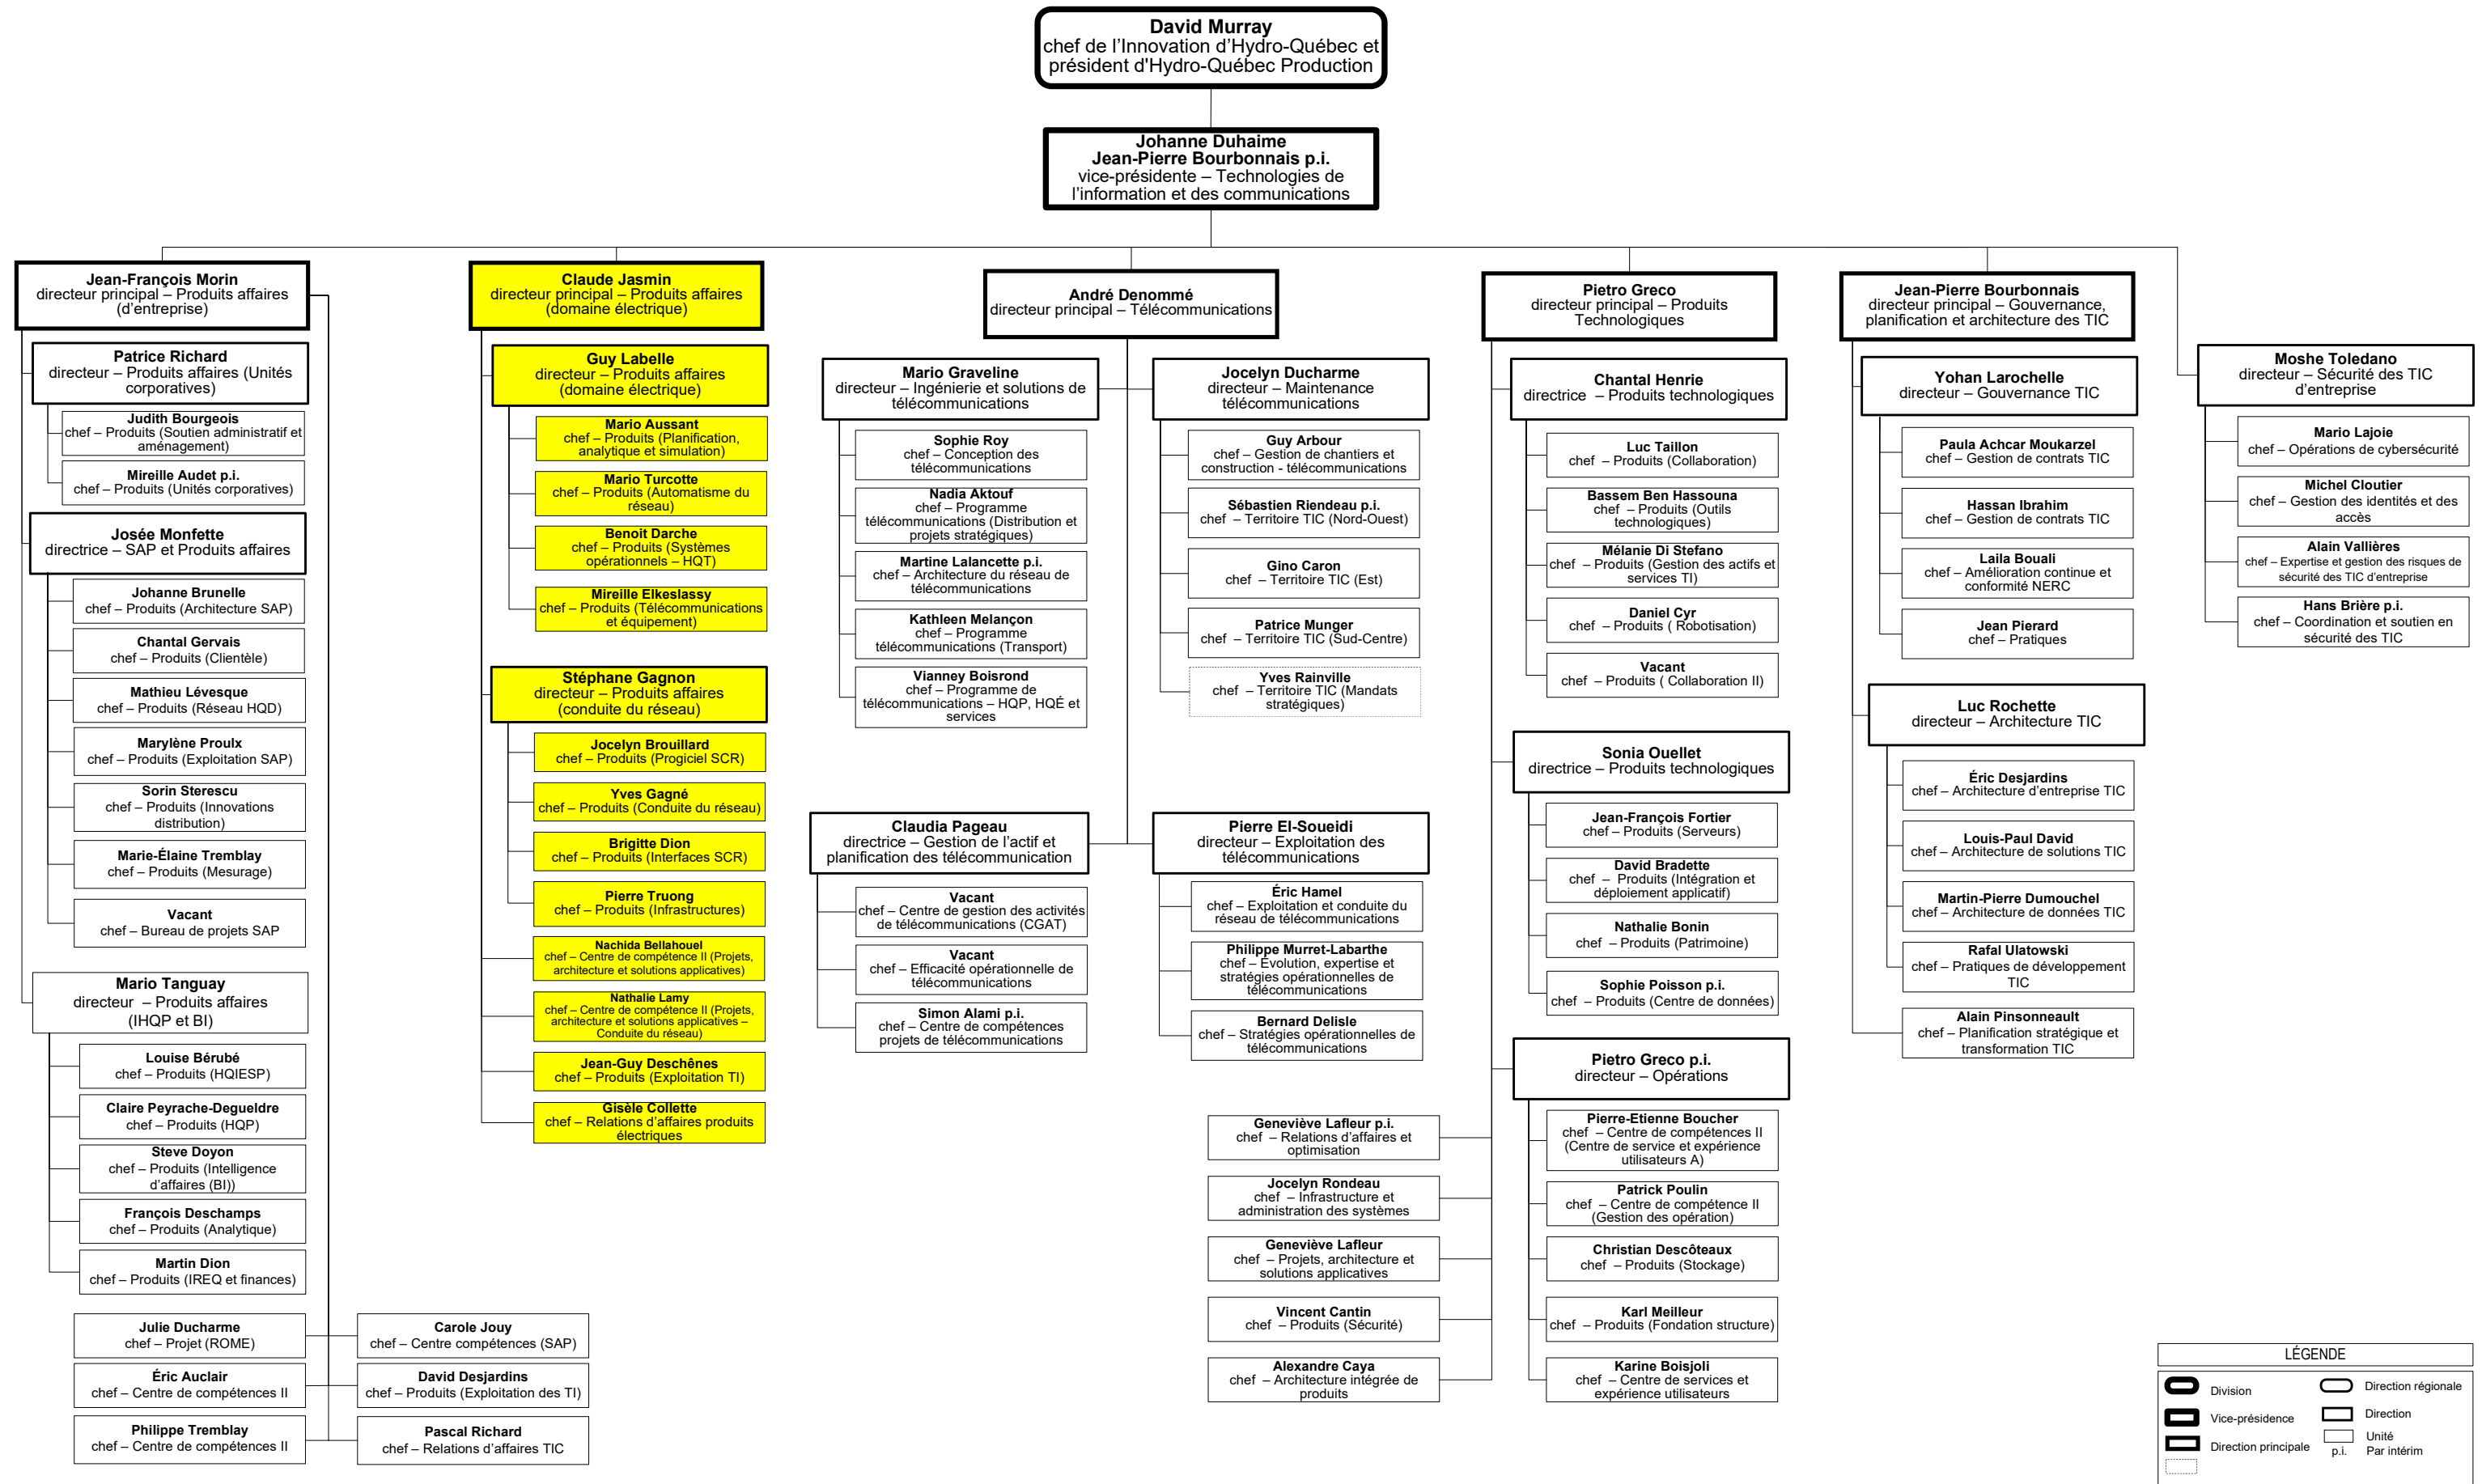 David Murray
chef de l'Innovation d'Hydro-Québec et
président d'Hydro-Québec Production
Johanne Duhaime
Jean-Pierre Bourbonnais p.i.
vice-présidente – Technologies de
l'information et des communications
Jean-François Morin
directeur principal – Produits affaires
(d'entreprise)
Patrice Richard
directeur – Produits affaires (Unités
corporatives)
Judith Bourgeois
chef – Produits (Soutien administratif et
aménagement)
Mireille Audet p.i.
chef – Produits (Unités corporatives)
Josée Monfette
directrice – SAP et Produits affaires
Johanne Brunelle
chef – Produits (Architecture SAP)
Chantal Gervais
chef – Produits (Clientèle)
Mathieu Lévesque
chef – Produits (Réseau HQD)
Marylène Proulx
chef – Produits (Exploitation SAP)
Sorin Sterescu
chef – Produits (Innovations
distribution)
Marie-Élaine Tremblay
chef – Produits (Mesurage)
Vacant
chef – Bureau de projets SAP
Mario Tanguay
directeur – Produits affaires
(IHQP et BI)
Louise Bérubé
chef – Produits (HQIESP)
Claire Peyrache-Degueldre
chef – Produits (HQP)
Steve Doyon
chef – Produits (Intelligence
d'affaires (BI))
François Deschamps
chef – Produits (Analytique)
Martin Dion
chef – Produits (IREQ et finances)
Julie Ducharme
chef – Projet (ROME)
Éric Auclair
chef – Centre de compétences II
Philippe Tremblay
chef – Centre de compétences II
Carole Jouy
chef – Centre compétences (SAP)
David Desjardins
chef – Produits (Exploitation des TI)
Pascal Richard
chef – Relations d'affaires TIC
Claude Jasmin
directeur principal – Produits affaires
(domaine électrique)
Guy Labelle
directeur – Produits affaires
(domaine électrique)
Mario Aussant
chef – Produits (Planification,
analytique et simulation)
Mario Turcotte
chef – Produits (Automatisme du
réseau)
Benoit Darche
chef – Produits (Systèmes
opérationnels – HQT)
Mireille Elkeslassy
chef – Produits (Télécommunications
et équipement)
Stéphane Gagnon
directeur – Produits affaires
(conduite du réseau)
Jocelyn Brouillard
chef – Produits (Progiciel SCR)
Yves Gagné
chef – Produits (Conduite du réseau)
Brigitte Dion
chef – Produits (Interfaces SCR)
Pierre Truong
chef – Produits (Infrastructures)
Nachida Bellahouel
chef – Centre de compétence II (Projets,
architecture et solutions applicatives)
Nathalie Lamy
chef – Centre de compétence II (Projets,
architecture et solutions applicatives –
Conduite du réseau)
Jean-Guy Deschênes
chef – Produits (Exploitation TI)
Gisèle Collette
chef – Relations d'affaires produits
électriques
André Denommé
directeur principal – Télécommunications
Mario Graveline
directeur – Ingénierie et solutions de
télécommunications
Sophie Roy
chef – Conception des
télécommunications
Nadia Aktouf
chef – Programme
télécommunications (Distribution et
projets stratégiques)
Martine Lalancette p.i.
chef – Architecture du réseau de
télécommunications
Kathleen Melançon
chef – Programme
télécommunications (Transport)
Vianney Boisrond
chef – Programme de
télécommunications – HQP, HQÉ et
services
Jocelyn Ducharme
directeur – Maintenance
télécommunications
Guy Arbour
chef – Gestion de chantiers et
construction - télécommunications
Sébastien Riendeau p.i.
chef – Territoire TIC (Nord-Ouest)
Gino Caron
chef – Territoire TIC (Est)
Patrice Munger
chef – Territoire TIC (Sud-Centre)
Yves Rainville
chef – Territoire TIC (Mandats
stratégiques)
Claudia Pageau
directrice – Gestion de l'actif et
planification des télécommunication
Vacant
chef – Centre de gestion des activités
de télécommunications (CGAT)
Vacant
chef – Efficacité opérationnelle de
télécommunications
Simon Alami p.i.
chef – Centre de compétences
projets de télécommunications
Pierre El-Soueidi
directeur – Exploitation des
télécommunications
Éric Hamel
chef – Exploitation et conduite du
réseau de télécommunications
Philippe Murret-Labarthe
chef – Évolution, expertise et
stratégies opérationnelles de
télécommunications
Bernard Delisle
chef – Stratégies opérationnelles de
télécommunications
Pietro Greco
directeur principal – Produits
Technologiques
Chantal Henrie
directrice – Produits technologiques
Luc Taillon
chef – Produits (Collaboration)
Bassem Ben Hassouna
chef – Produits (Outils
technologiques)
Mélanie Di Stefano
chef – Produits (Gestion des actifs et
services TI)
Daniel Cyr
chef – Produits ( Robotisation)
Vacant
chef – Produits ( Collaboration II)
Sonia Ouellet
directrice – Produits technologiques
Jean-François Fortier
chef – Produits (Serveurs)
David Bradette
chef – Produits (Intégration et
déploiement applicatif)
Nathalie Bonin
chef – Produits (Patrimoine)
Sophie Poisson p.i.
chef – Produits (Centre de données)
Pietro Greco p.i.
directeur – Opérations
Pierre-Etienne Boucher
chef – Centre de compétences II
(Centre de service et expérience
utilisateurs A)
Patrick Poulin
chef – Centre de compétence II
(Gestion des opération)
Christian Descôteaux
chef – Produits (Stockage)
Karl Meilleur
chef – Produits (Fondation structure)
Karine Boisjoli
chef – Centre de services et
expérience utilisateurs
Geneviève Lafleur p.i.
chef – Relations d'affaires et
optimisation
Jocelyn Rondeau
chef – Infrastructure et
administration des systèmes
Geneviève Lafleur
chef – Projets, architecture et
solutions applicatives
Vincent Cantin
chef – Produits (Sécurité)
Alexandre Caya
chef – Architecture intégrée de
produits
Jean-Pierre Bourbonnais
directeur principal – Gouvernance,
planification et architecture des TIC
Yohan Larochelle
directeur – Gouvernance TIC
Paula Achcar Moukarzel
chef – Gestion de contrats TIC
Hassan Ibrahim
chef – Gestion de contrats TIC
Laila Bouali
chef – Amélioration continue et
conformité NERC
Jean Pierard
chef – Pratiques
Luc Rochette
directeur – Architecture TIC
Éric Desjardins
chef – Architecture d'entreprise TIC
Louis-Paul David
chef – Architecture de solutions TIC
Martin-Pierre Dumouchel
chef – Architecture de données TIC
Rafal Ulatowski
chef – Pratiques de développement
TIC
Alain Pinsonneault
chef – Planification stratégique et
transformation TIC
Moshe Toledano
directeur – Sécurité des TIC
d'entreprise
Mario Lajoie
chef – Opérations de cybersécurité
Michel Cloutier
chef – Gestion des identités et des
accès
Alain Vallières
chef – Expertise et gestion des risques de
sécurité des TIC d'entreprise
Hans Brière p.i.
chef – Coordination et soutien en
sécurité des TIC
LÉGENDE
Division
Direction régionale
Vice-présidence
Direction
Direction principale
Unité
p.i. Par intérim